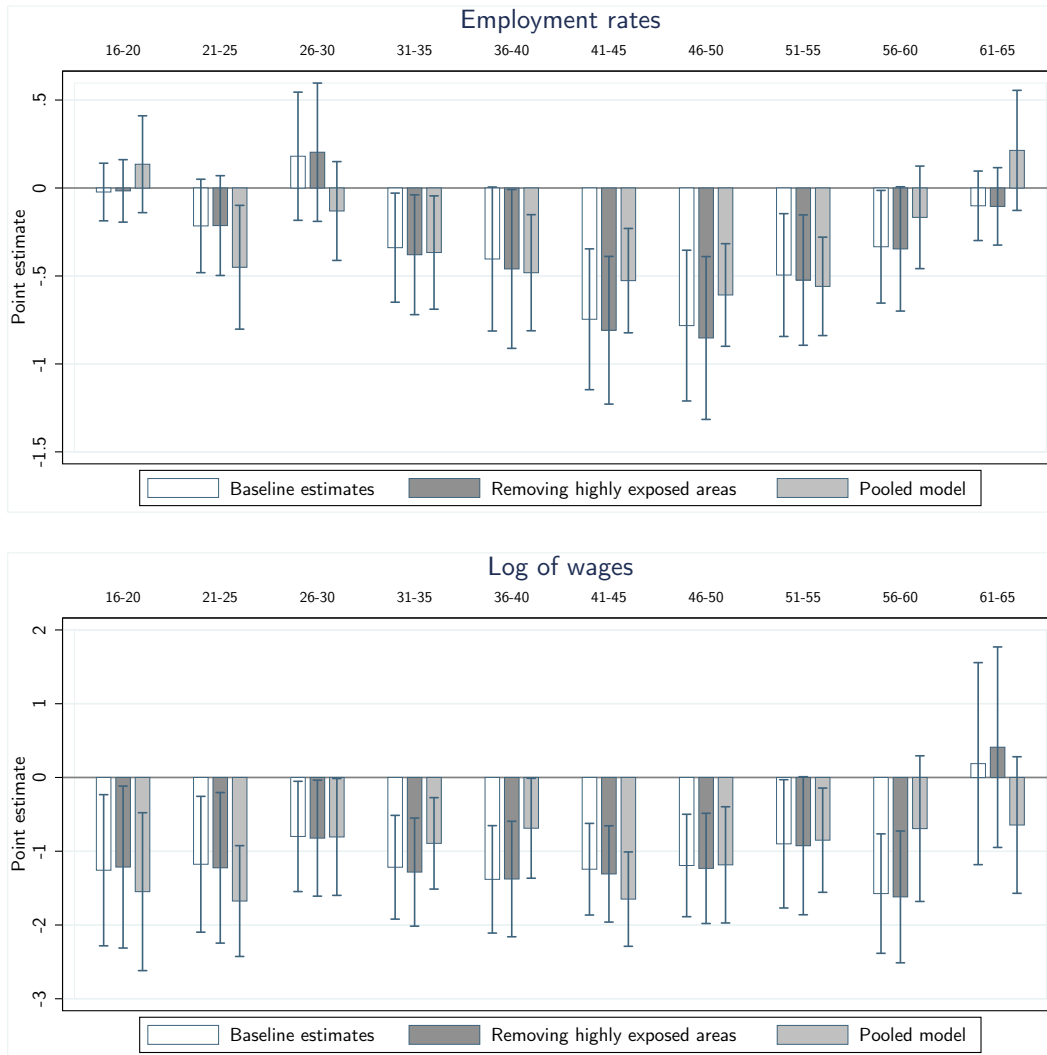 Employment rates
16-20 21-25 26-30 31-35 36-40 41-45 46-50 51-55 56-60 61-65
Point estimate
.5
0
-.5
-1
-1.5
Baseline estimates Removing highly exposed areas Pooled model
Log of wages
16-20 21-25 26-30 31-35 36-40 41-45 46-50 51-55 56-60 61-65
Point estimate
2
1
0
-1
-2
-3
Baseline estimates Removing highly exposed areas Pooled model